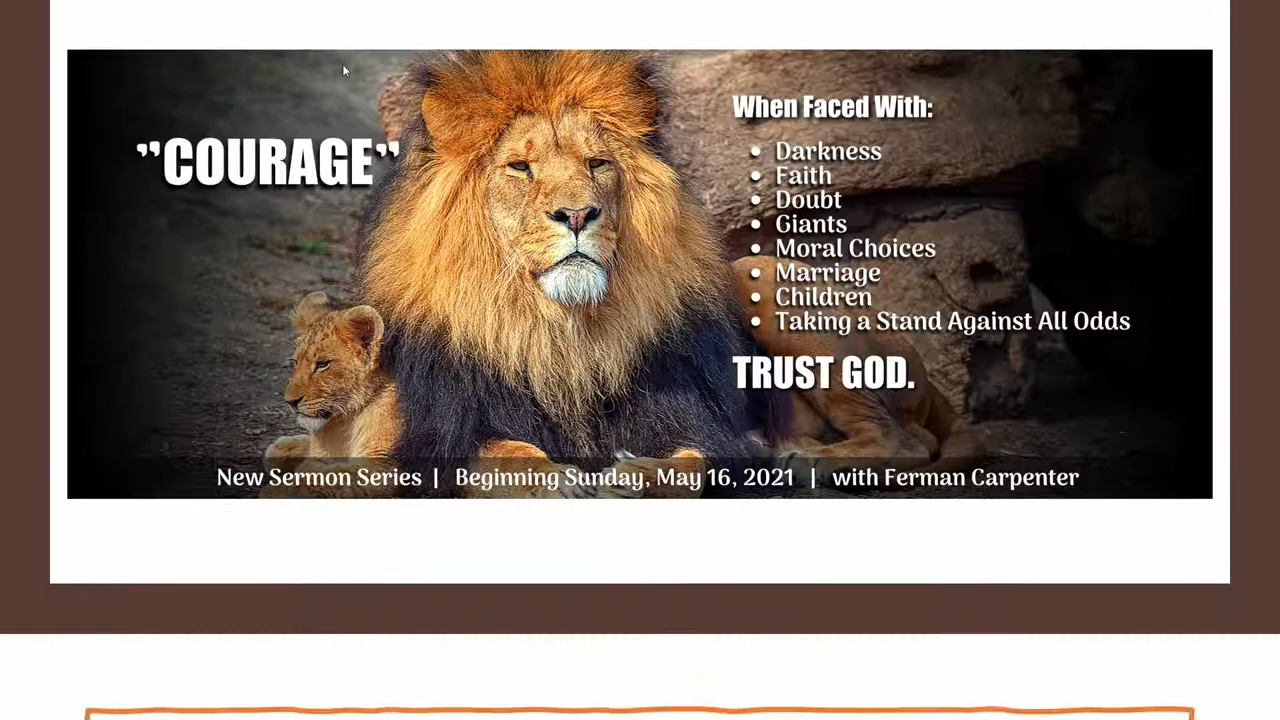 ”COURAGE”
When Faced With:
• Darkness
• Faith
• Doubt
• Giants
• Moral Choices
• Marriage
• Children
• Taking a Stand Against All Odds
TRUST GOD.
New Sermon Series | Beginning Sunday, May 16, 2021 | with Ferman Carpenter